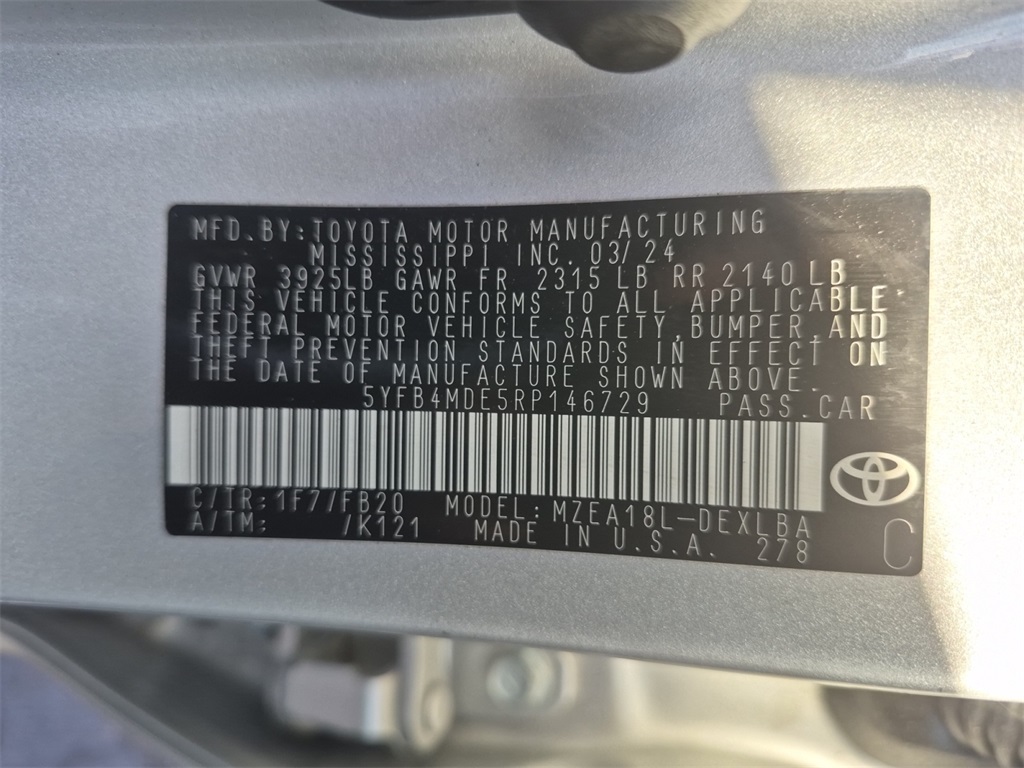 MFD.BY:TOYOTA MOTOR MANUFACTURING
MISSISSIPPI INC. 03/24
GVWR 3925LB GAWR FR 2315 LB RR 2140 LB
THIS VEHICLE CONFORMS TO ALL APPLICABLE
FEDERAL MOTOR VEHICLE SAFETY, BUMPER, AND
THEFT PREVENTION STANDARDS IN EFFECT ON
THE DATE OF MANUFACTURE SHOWN ABOVE.
5YFB4MDE5RP146729 PASS.CAR
C/TR:1F7/FB20 MODEL:MZEA18L-DEXLBA
A/TM: /K121 MADE IN U.S.A. 278 C